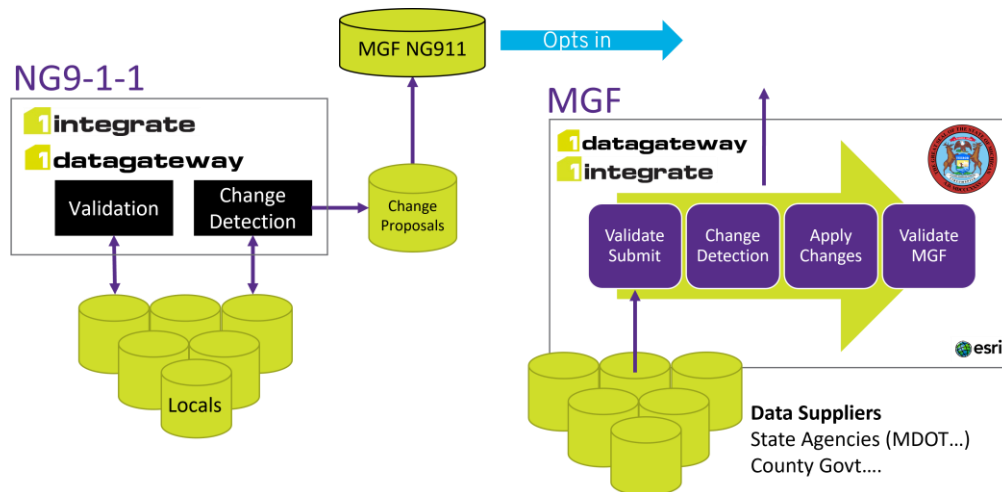 MGF NG911
Opts in
NG9-1-1
1integrate
1datagateway
Validation
Change
Detection
Change
Proposals
Locals
MGF
1datagateway
1integrate
Validate
Submit
Change
Detection
Apply
Changes
Validate
MGF
esri
Data Suppliers
State Agencies (MDOT...)
County Govt....